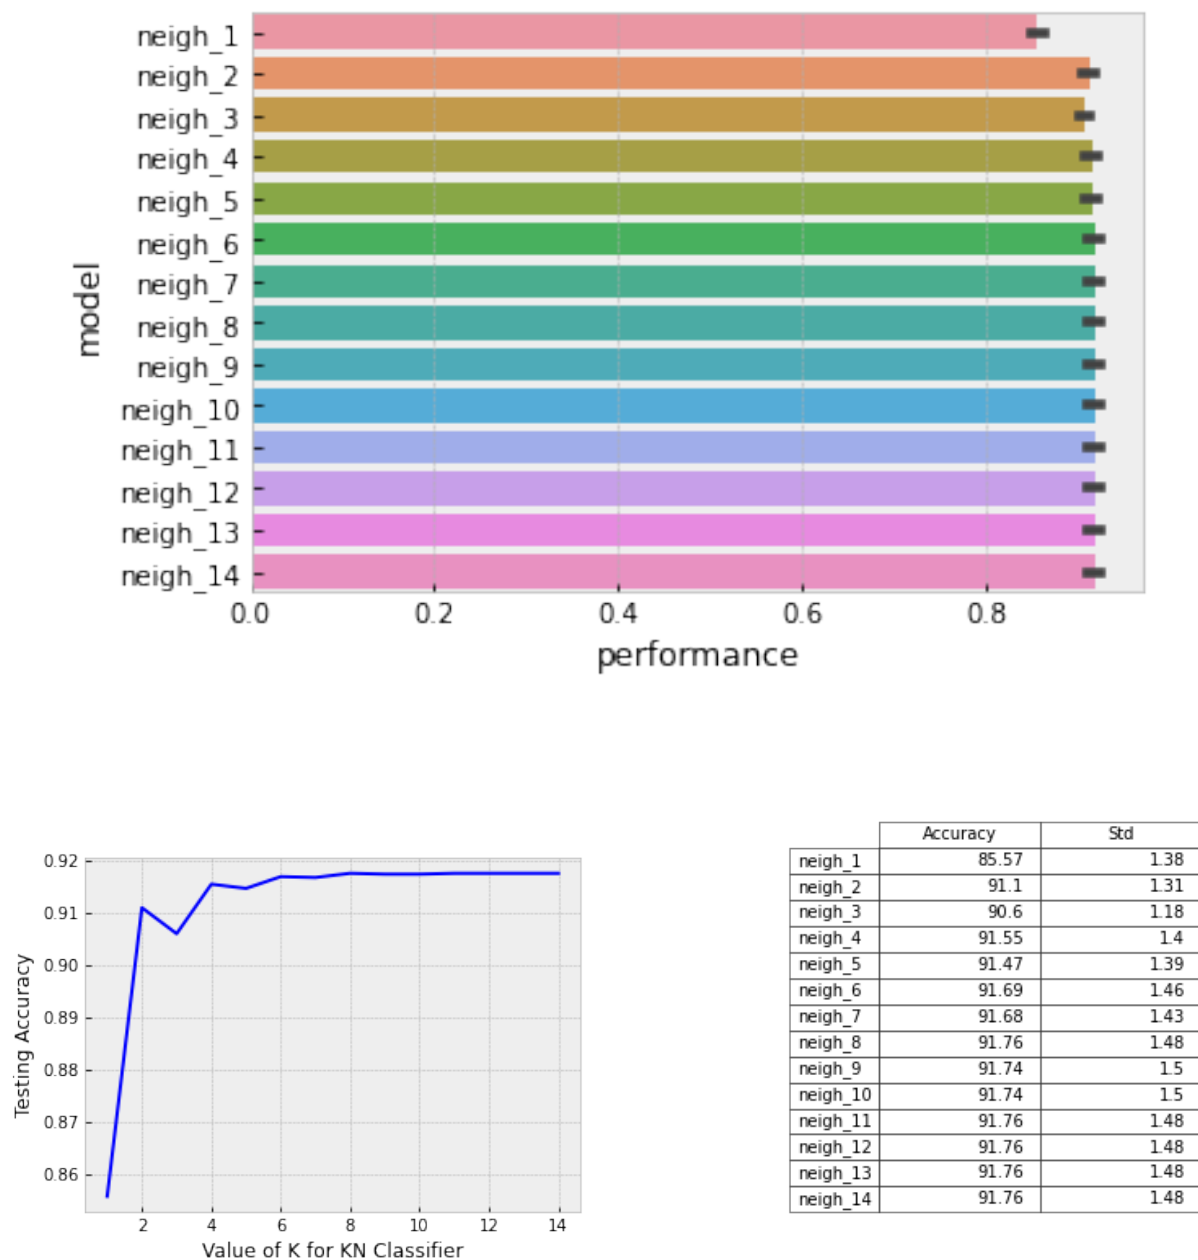 neigh_1
neigh_2
neigh_3
neigh_4
neigh_5
neigh_6
neigh_7
neigh_8
neigh_9
neigh_10
neigh_11
neigh_12
neigh_13
neigh_14
model
0.0 0.2 0.4 0.6 0.8
performance
0.92
0.91
0.90
0.89
0.88
0.87
0.86
Testing Accuracy
2 4 6 8 10 12 14
Value of K for KN Classifier
Accuracy Std
neigh_1 85.57 1.38
neigh_2 91.1 1.31
neigh_3 90.6 1.18
neigh_4 91.55 1.4
neigh_5 91.47 1.39
neigh_6 91.69 1.46
neigh_7 91.68 1.43
neigh_8 91.76 1.48
neigh_9 91.74 1.5
neigh_10 91.74 1.5
neigh_11 91.76 1.48
neigh_12 91.76 1.48
neigh_13 91.76 1.48
neigh_14 91.76 1.48